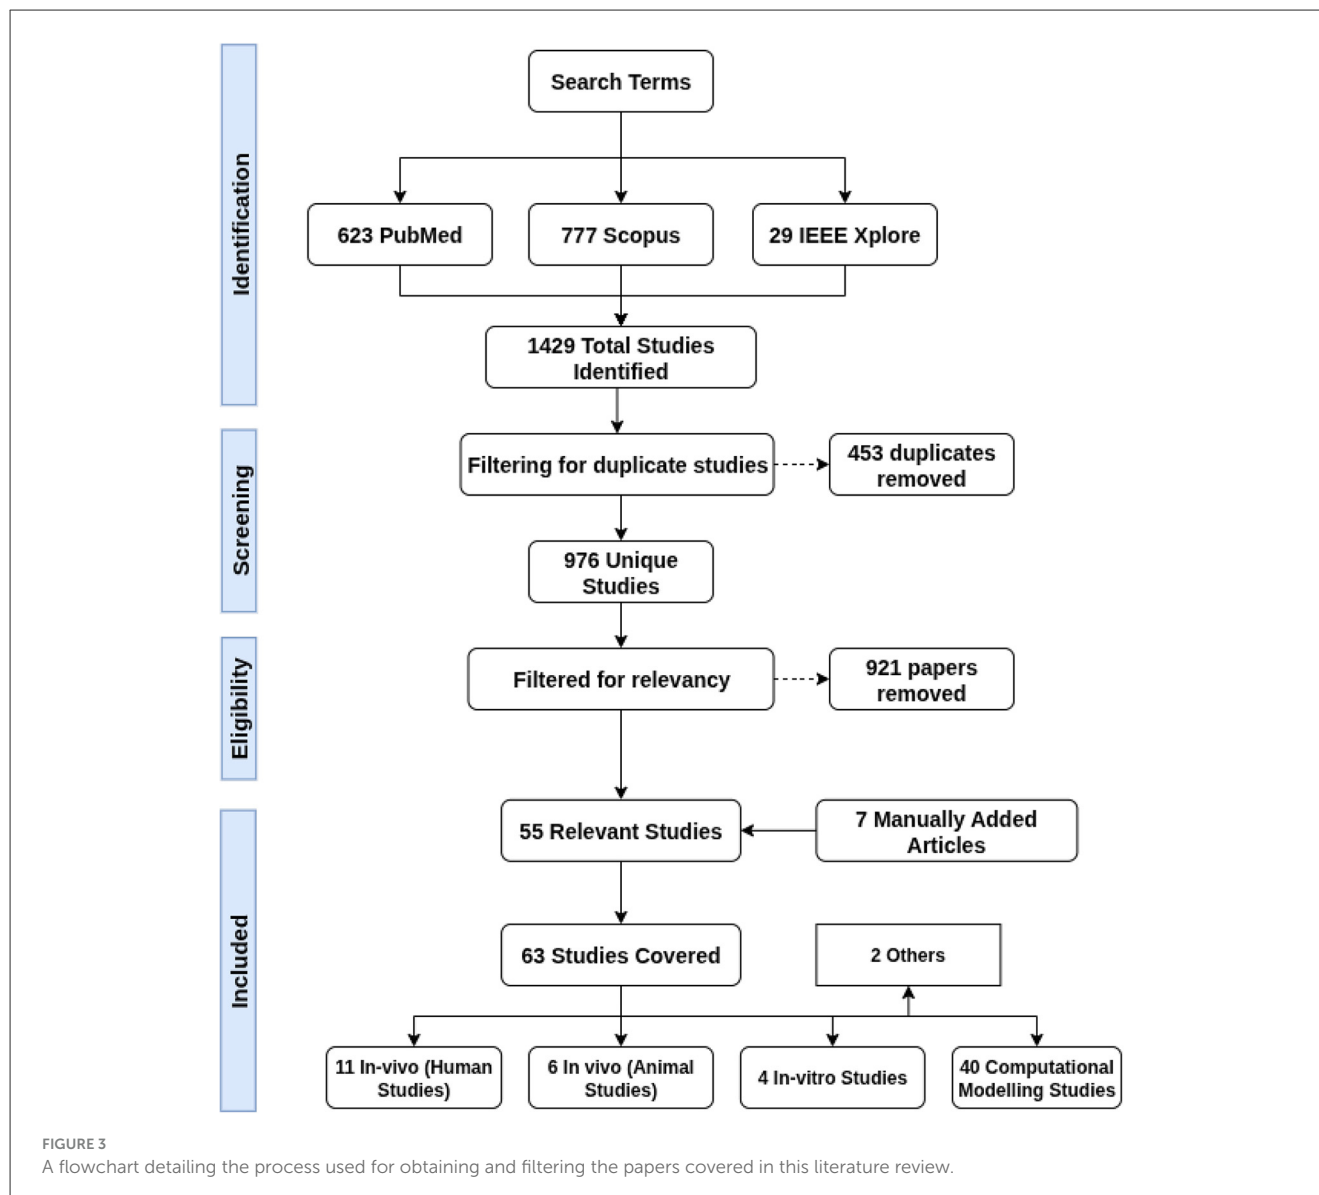 Identification
Search Terms
623 PubMed
777 Scopus
29 IEEE Xplore
1429 Total Studies
Identified
Screening
Filtering for duplicate studies
453 duplicates
removed
976 Unique
Studies
Eligibility
Filtered for relevancy
921 papers
removed
Included
55 Relevant Studies
7 Manually Added
Articles
63 Studies Covered
2 Others
11 In-vivo (Human
Studies)
6 In vivo (Animal
Studies)
4 In-vitro Studies
40 Computational
Modelling Studies
FIGURE 3
A flowchart detailing the process used for obtaining and filtering the papers covered in this literature review.